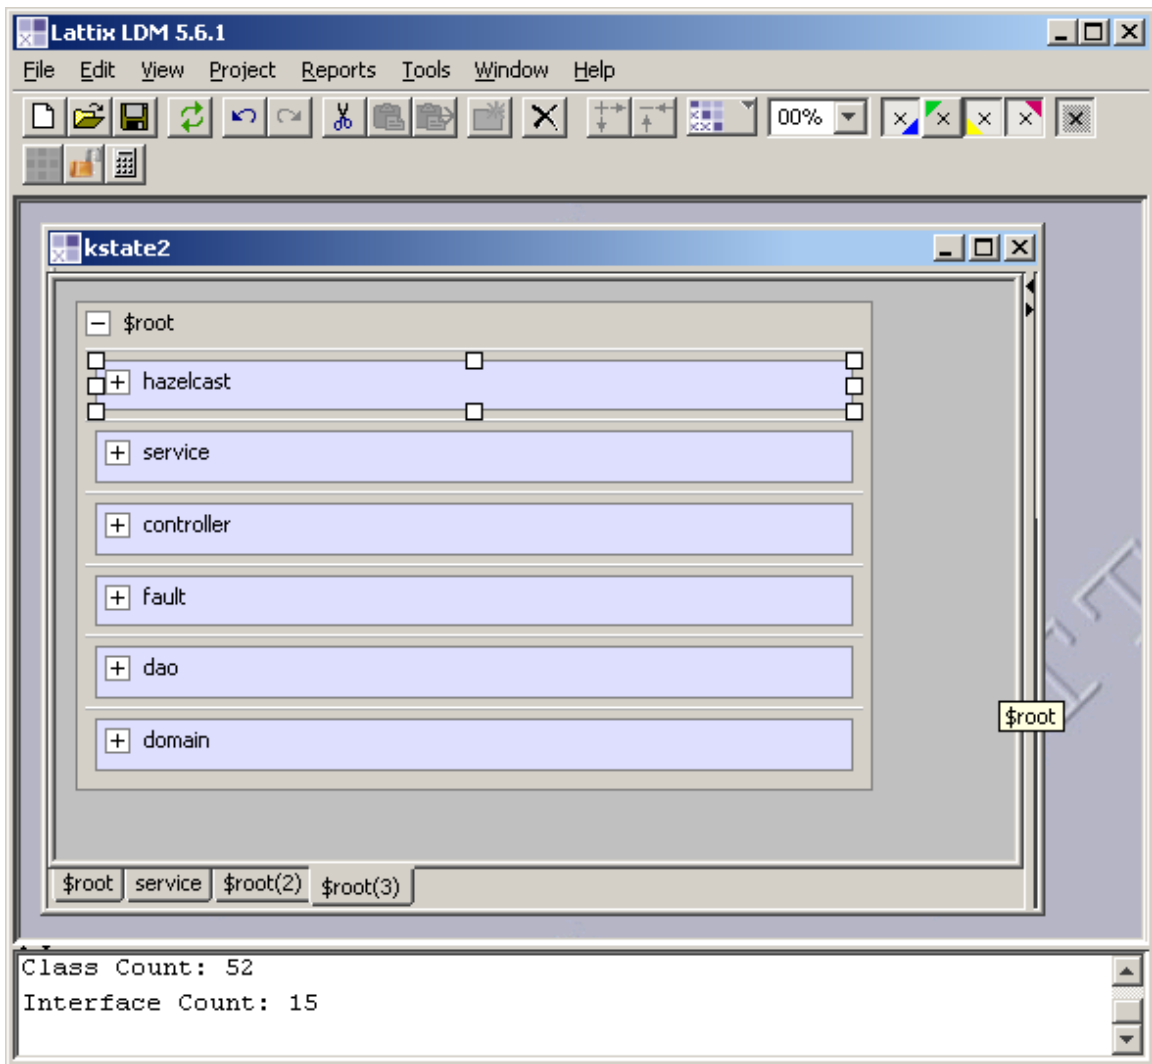 Lattix LDM 5.6.1
File Edit View Project Reports Tools Window Help
00%
kstate2
$root
hazelcast
service
controller
fault
dao
domain
$root
$root service $root(2) $root(3)
Class Count: 52
Interface Count: 15